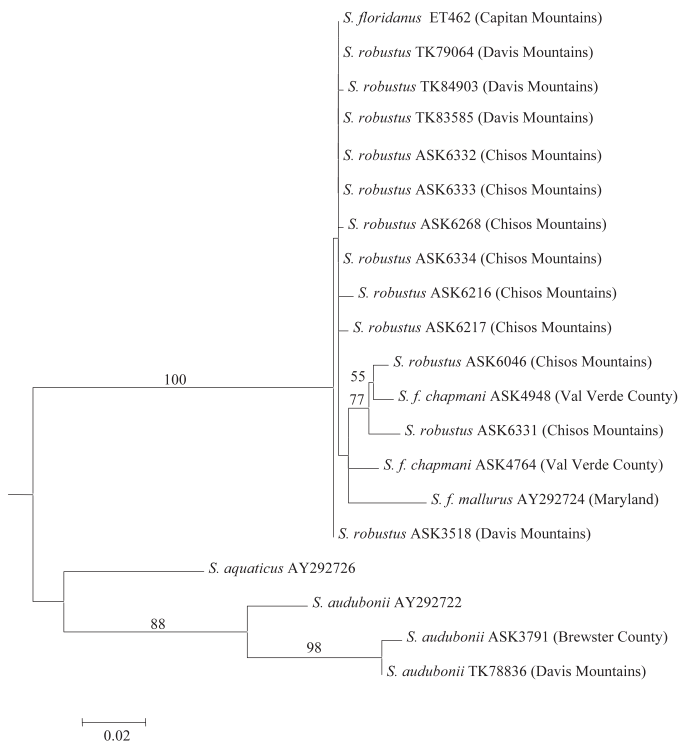 S. floridanus ET462 (Capitan Mountains)
S. robustus TK79064 (Davis Mountains)
S. robustus TK84903 (Davis Mountains)
S. robustus TK83585 (Davis Mountains)
S. robustus ASK6332 (Chisos Mountains)
S. robustus ASK6333 (Chisos Mountains)
S. robustus ASK6268 (Chisos Mountains)
S. robustus ASK6334 (Chisos Mountains)
S. robustus ASK6216 (Chisos Mountains)
S. robustus ASK6217 (Chisos Mountains)
S. robustus ASK6046 (Chisos Mountains)
55
100
S. f. chapmani ASK4948 (Val Verde County)
77
S. robustus ASK6331 (Chisos Mountains)
S. f. chapmani ASK4764 (Val Verde County)
S. f. mallurus AY292724 (Maryland)
S. robustus ASK3518 (Davis Mountains)
S. aquaticus AY292726
S. audubonii AY292722
88
S. audubonii ASK3791 (Brewster County)
98
S. audubonii TK78836 (Davis Mountains)
0.02